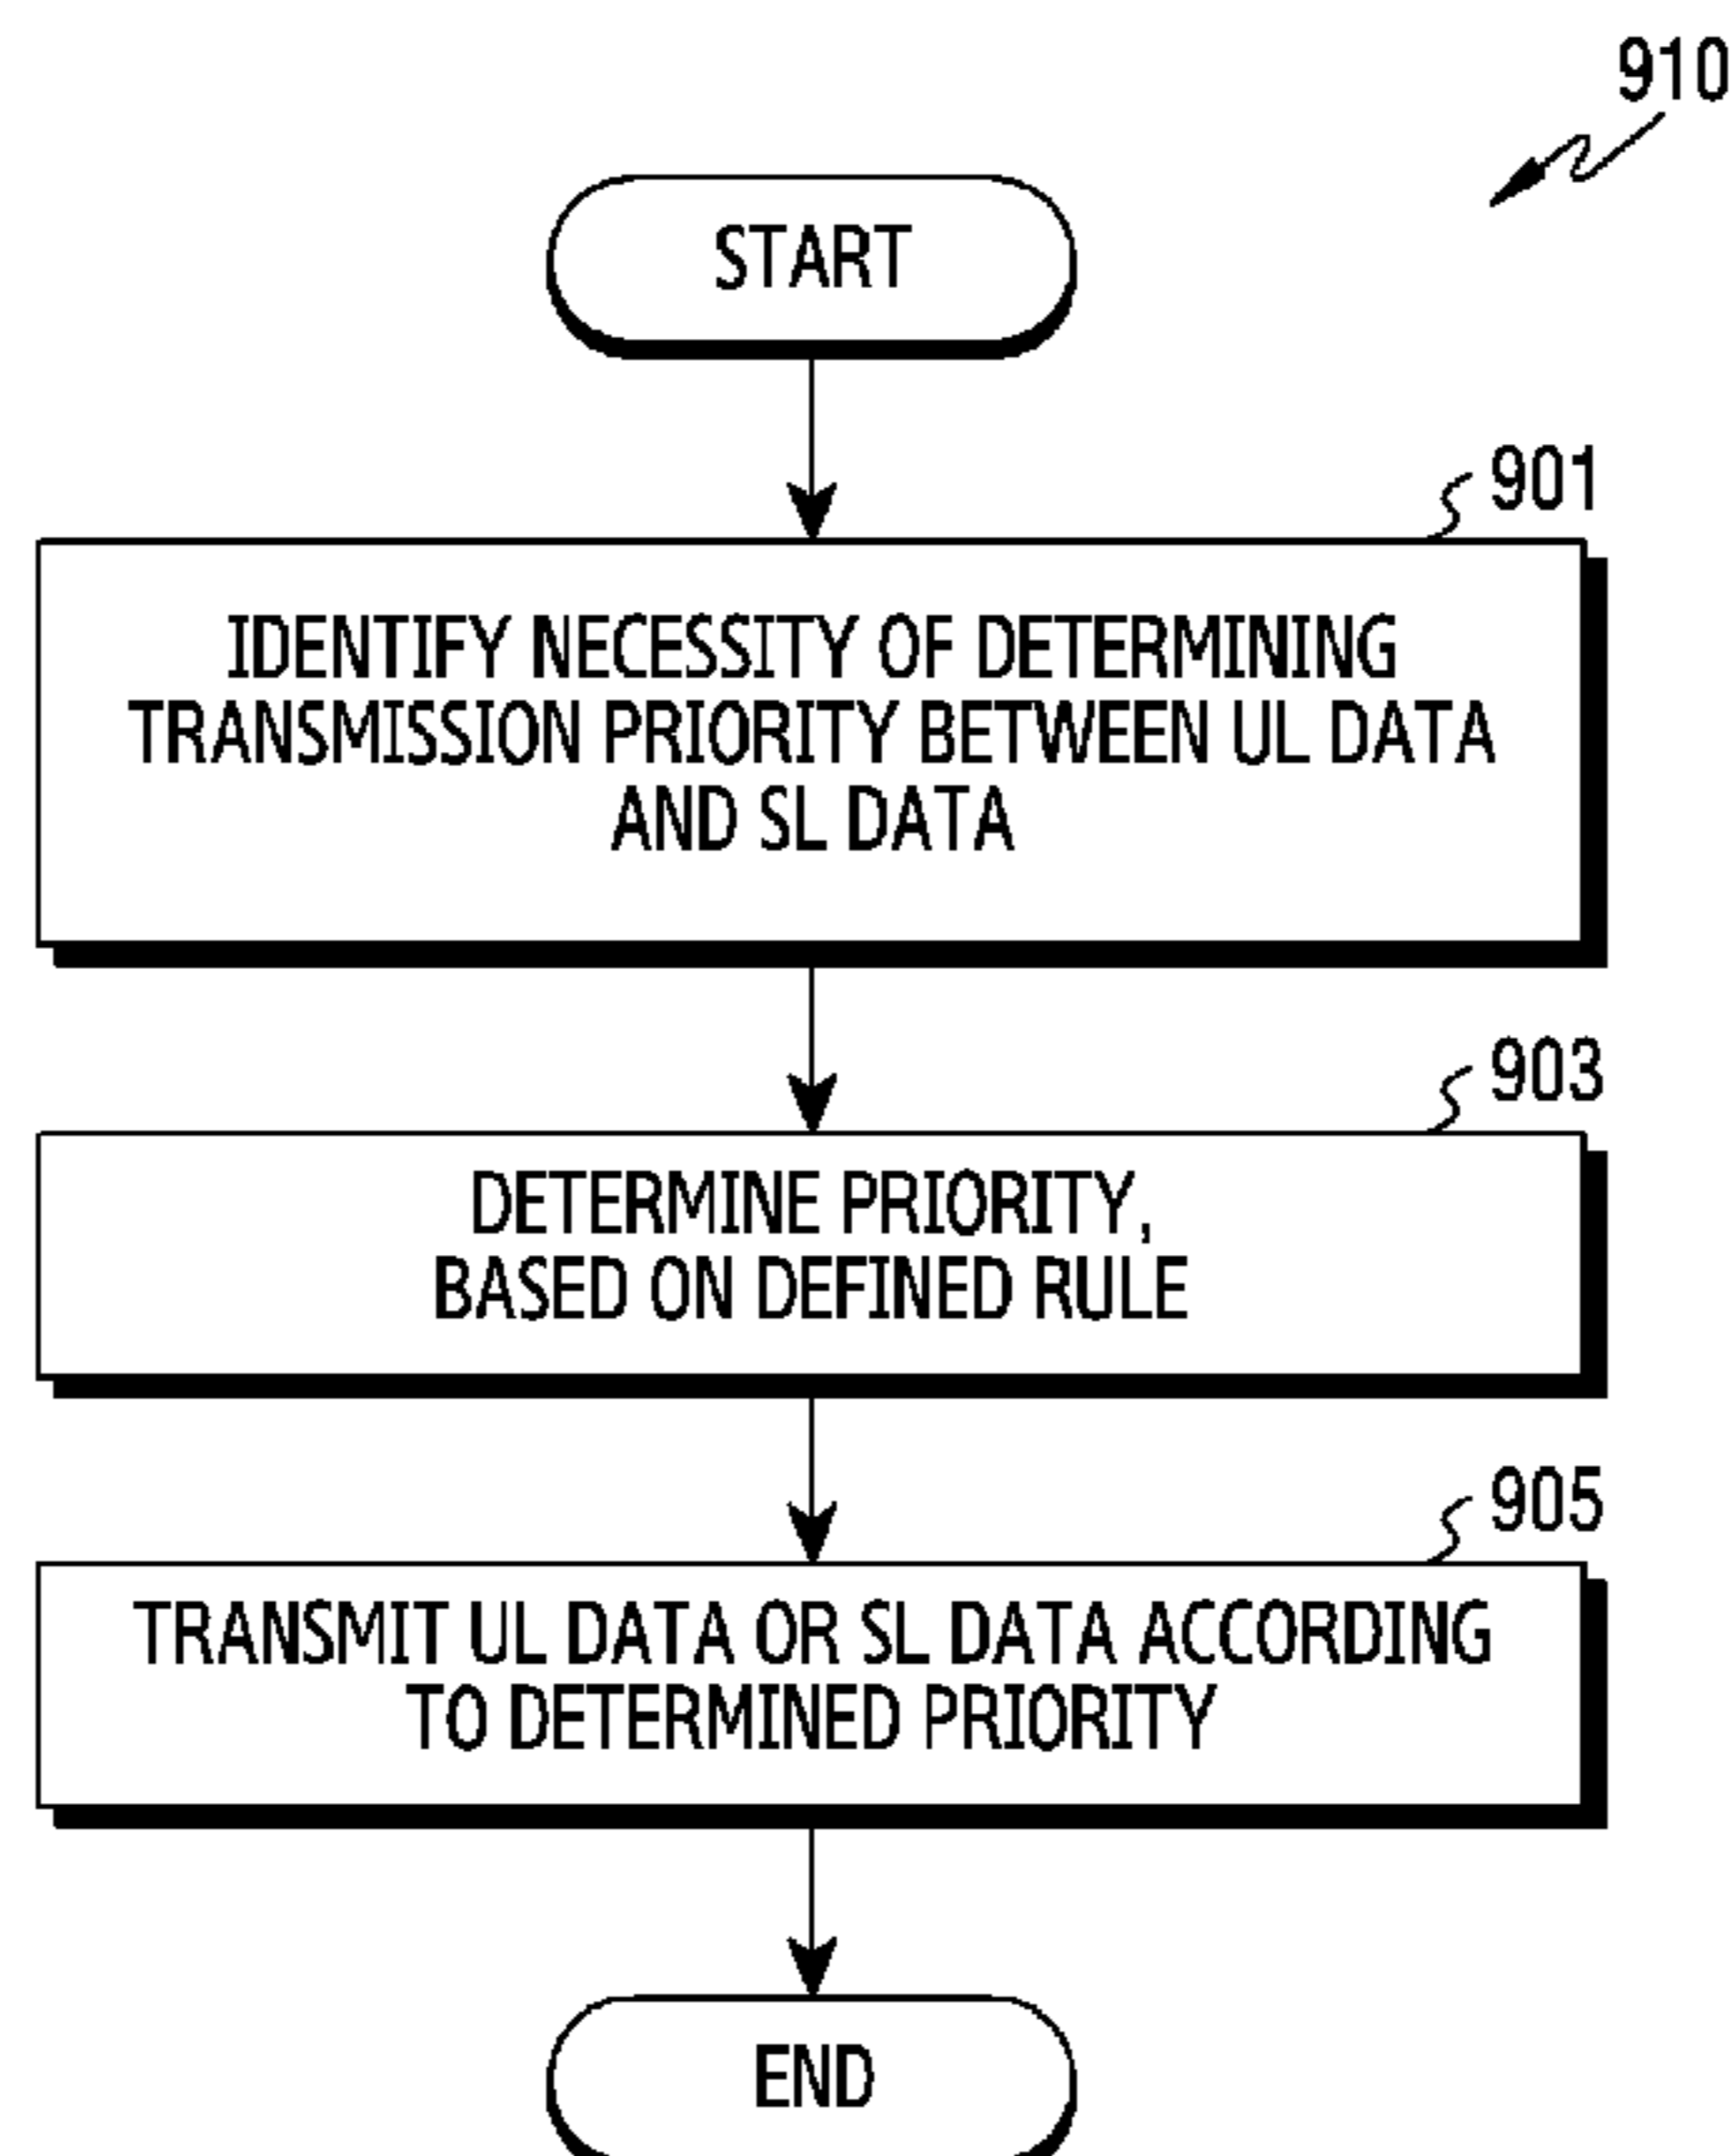 910
START
901
IDENTIFY NECESSITY OF DETERMINING
TRANSMISSION PRIORITY BETWEEN UL DATA
AND SL DATA
903
DETERMINE PRIORITY,
BASED ON DEFINED RULE
905
TRANSMIT UL DATA OR SL DATA ACCORDING
TO DETERMINED PRIORITY
END